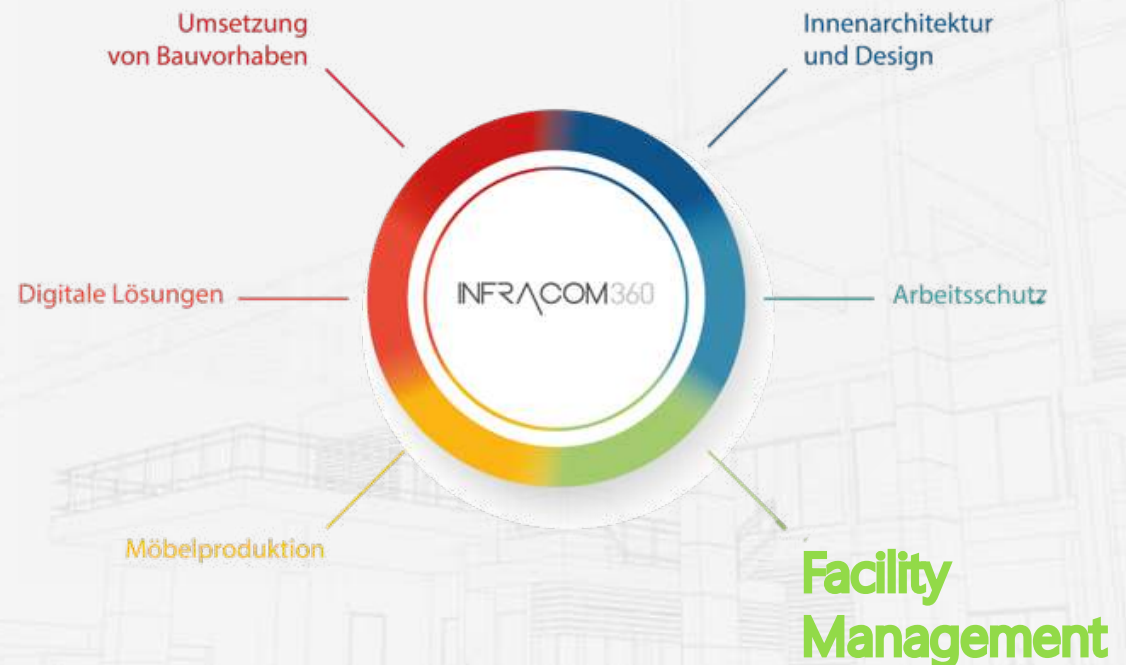 Umsetzung
von Bauvorhaben
Innenarchitektur
und Design
Digitale Lösungen
INFRACOM360
Arbeitsschutz
Möbelproduktion
Facility
Management